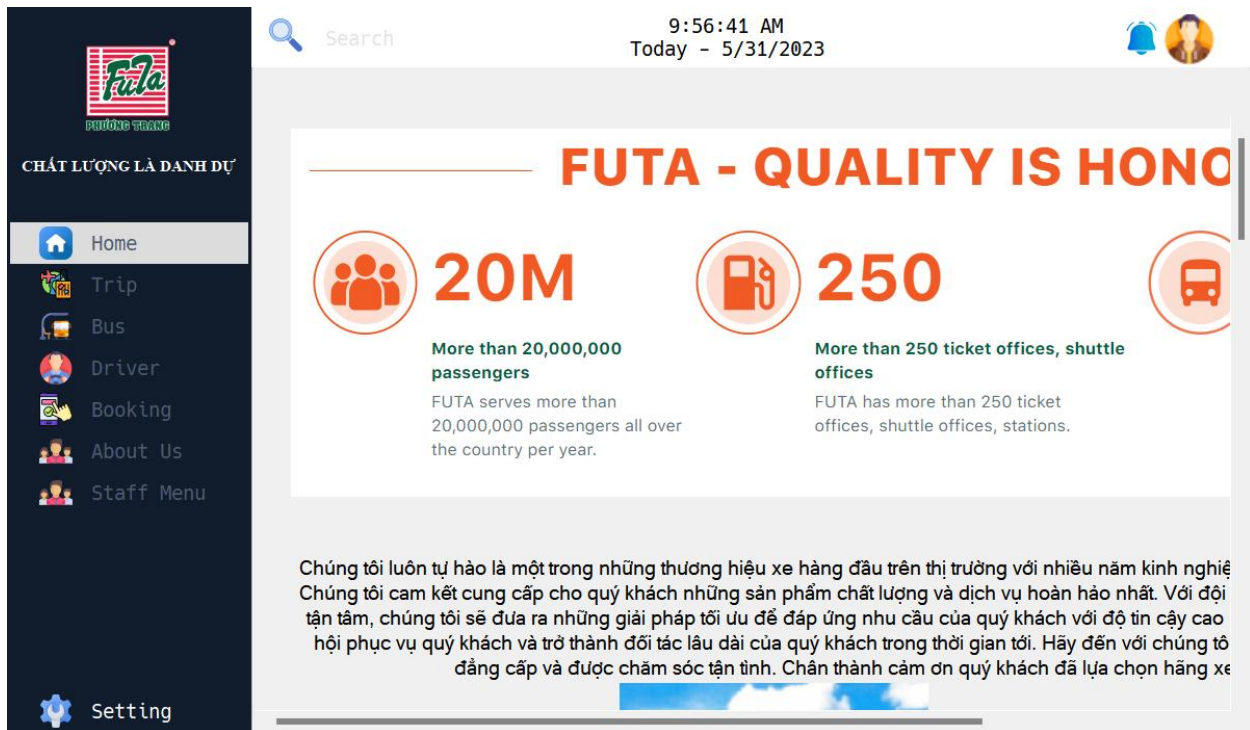 FuTa
PHƯƠNG TRANG
CHẤT LƯỢNG LÀ DANH DỰ
Home
Trip
Bus
Driver
Booking
About Us
Staff Menu
Setting
Search
9:56:41 AM
Today - 5/31/2023
FUTA - QUALITY IS HONO
20M
More than 20,000,000
passengers
FUTA serves more than
20,000,000 passengers all over
the country per year.
250
More than 250 ticket offices, shuttle
offices
FUTA has more than 250 ticket
offices, shuttle offices, stations.
Chúng tôi luôn tự hào là một trong những thương hiệu xe hàng đầu trên thị trường với nhiều năm kinh nghiệ
Chúng tôi cam kết cung cấp cho quý khách những sản phẩm chất lượng và dịch vụ hoàn hảo nhất. Với đội
tận tâm, chúng tôi sẽ đưa ra những giải pháp tối ưu để đáp ứng nhu cầu của quý khách với độ tin cậy cao
hội phục vụ quý khách và trở thành đối tác lâu dài của quý khách trong thời gian tới. Hãy đến với chúng tô
đẳng cấp và được chăm sóc tận tình. Chân thành cảm ơn quý khách đã lựa chọn hãng xe